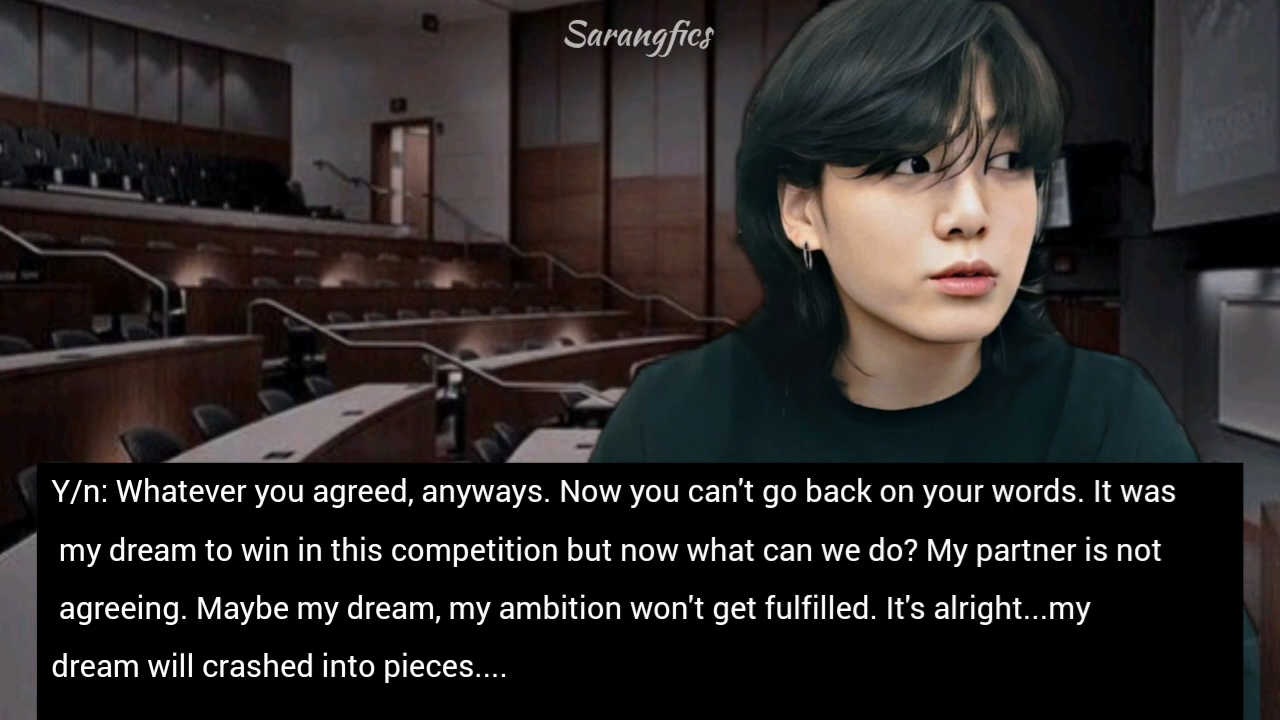 Sarangfics
Y/n: Whatever you agreed, anyways. Now you can't go back on your words. It was
my dream to win in this competition but now what can we do? My partner is not
agreeing. Maybe my dream, my ambition won't get fulfilled. It's alright...my
dream will crashed into pieces....